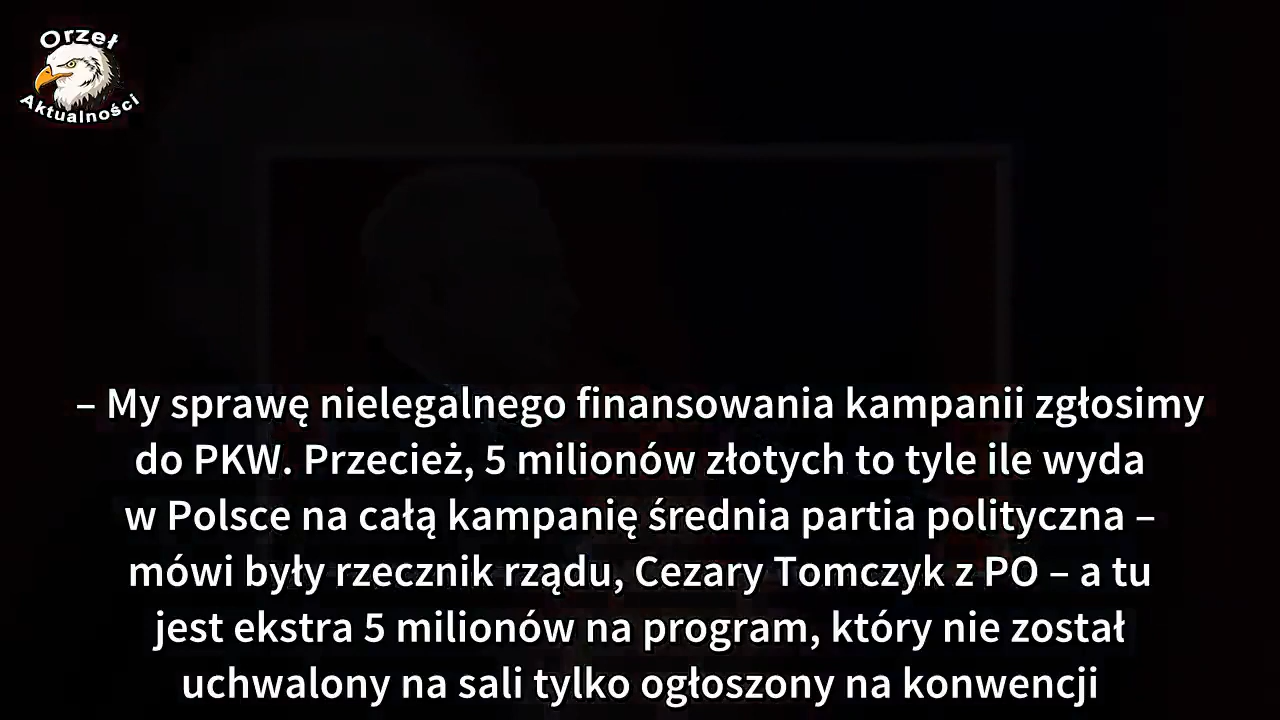 Orzeł
Aktualności
– My sprawę nielegalnego finansowania kampanii zgłosimy
do PKW. Przecież, 5 milionów złotych to tyle ile wyda
w Polsce na całą kampanię średnia partia polityczna –
mówi były rzecznik rządu, Cezary Tomczyk z PO – a tu
jest ekstra 5 milionów na program, który nie został
uchwalony na sali tylko ogłoszony na konwencji